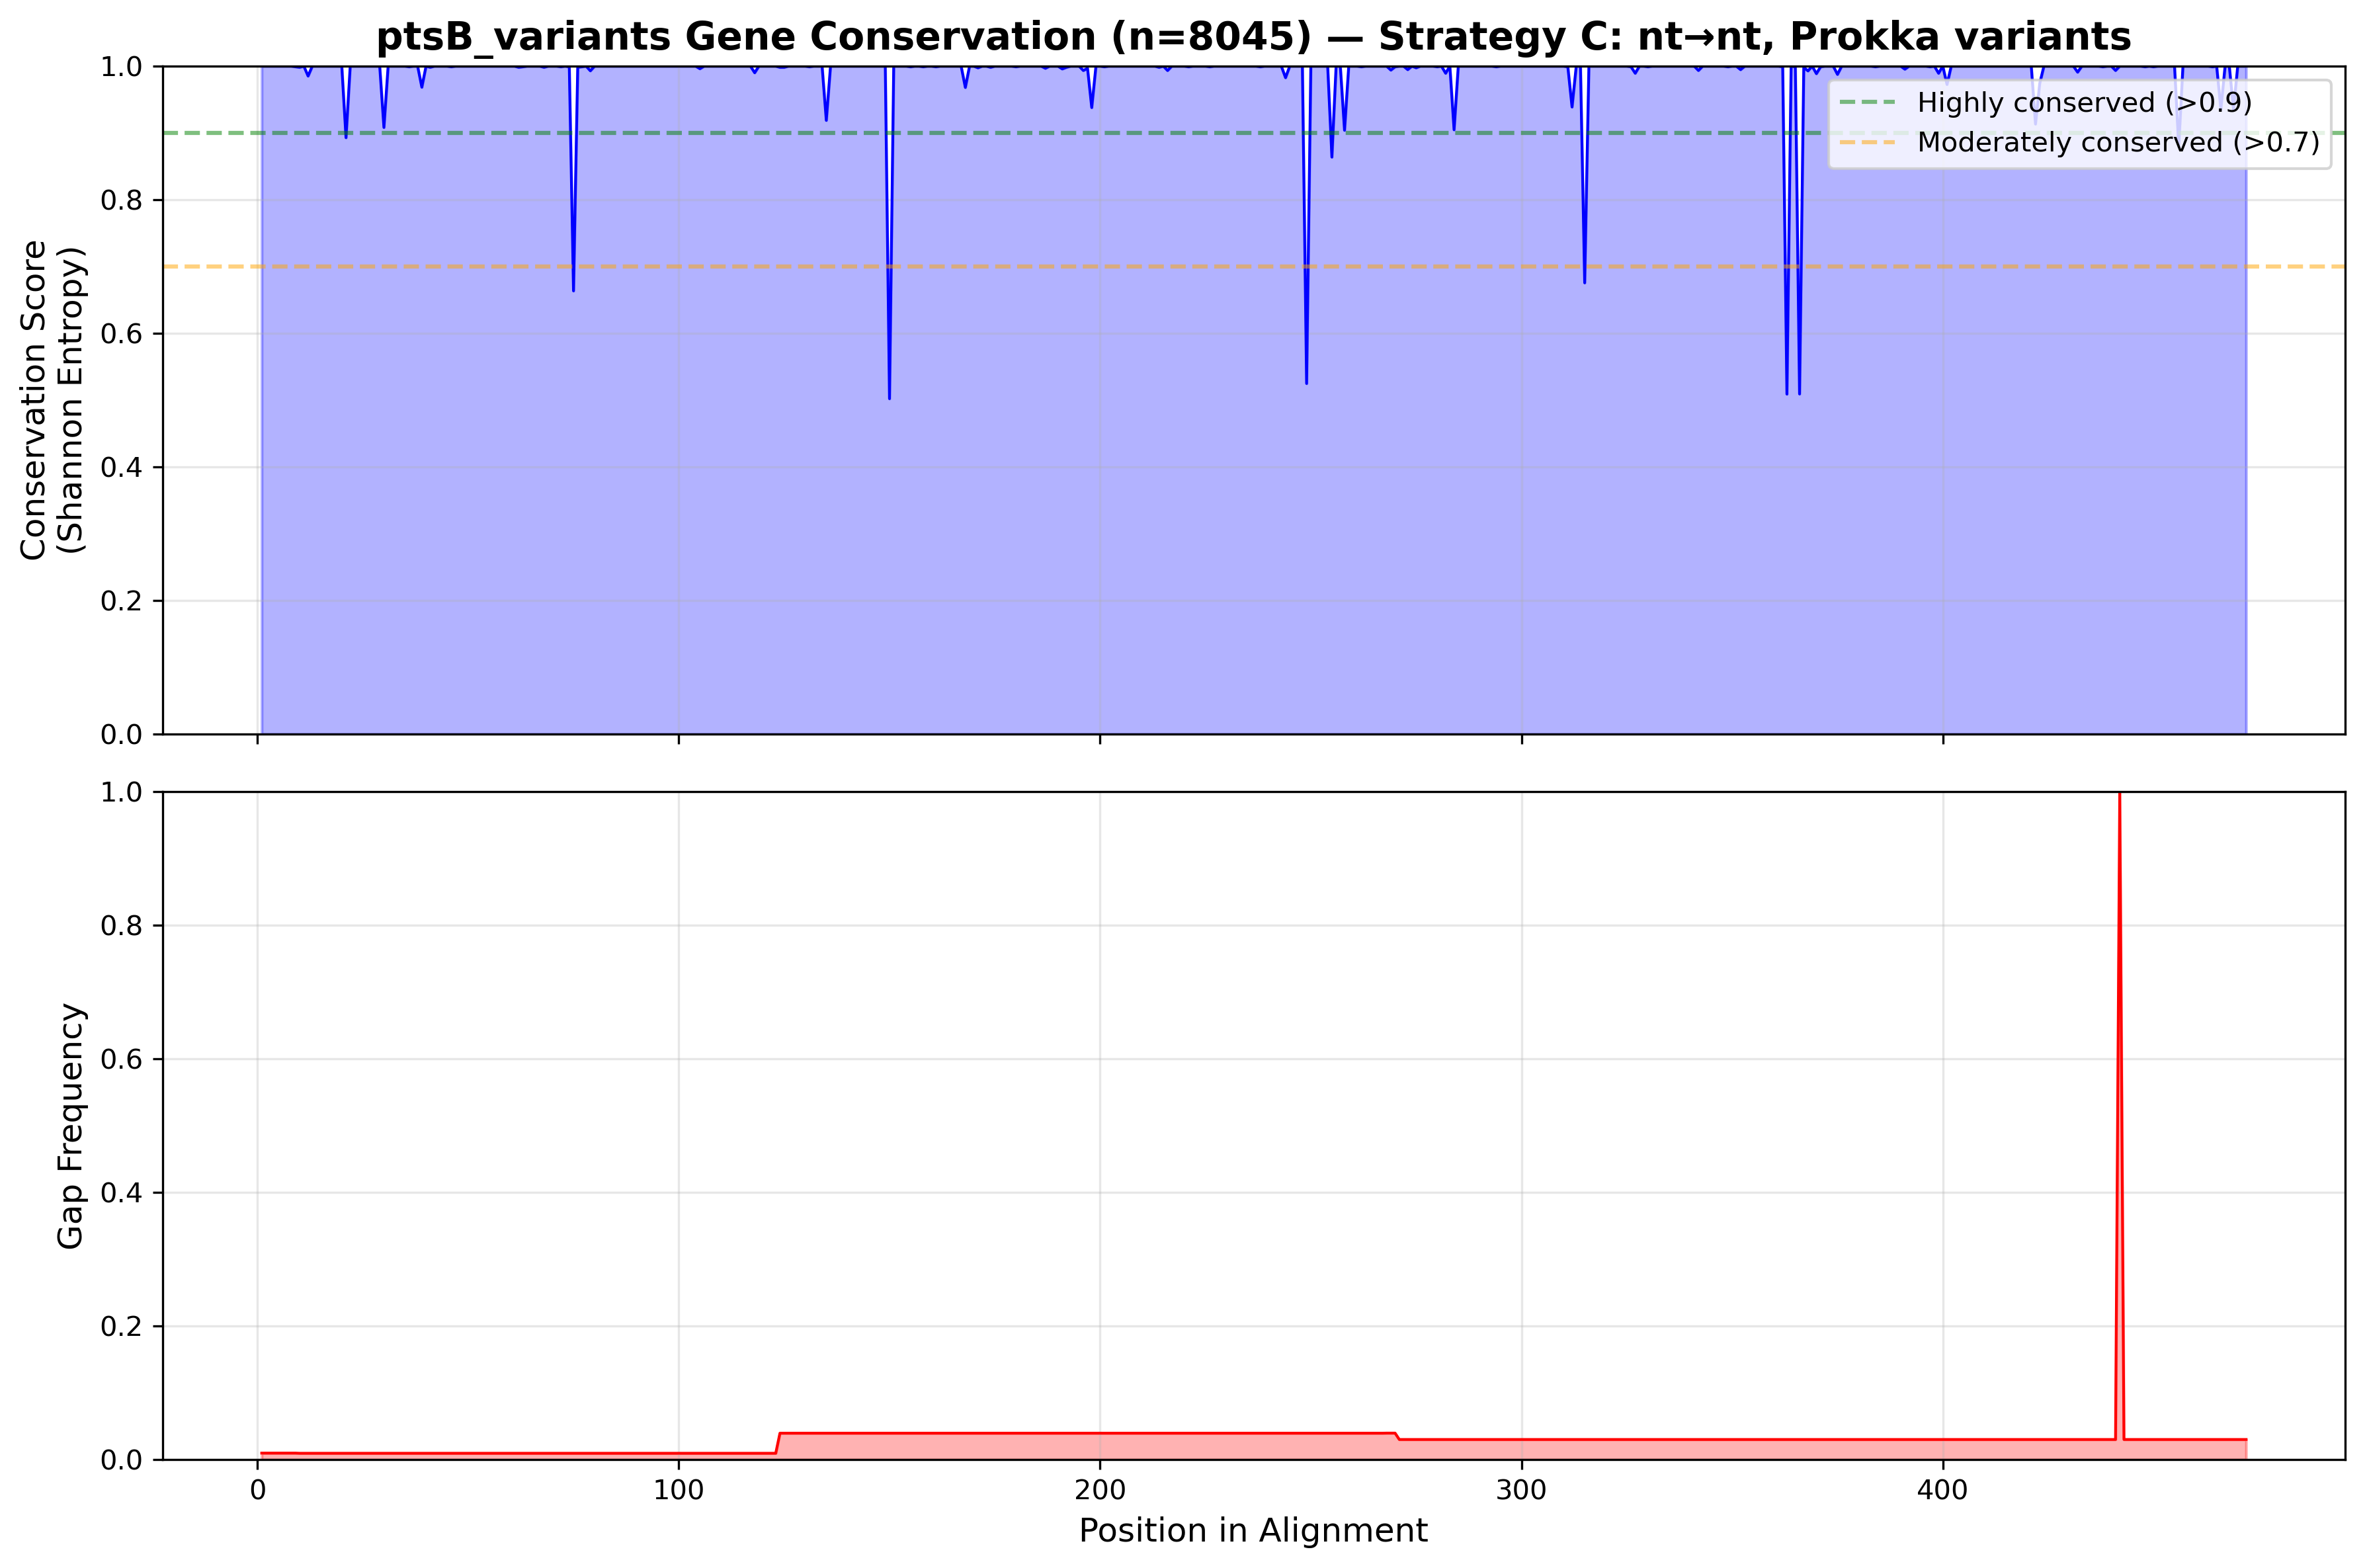 ptsB_variants Gene Conservation (n=8045) — Strategy C: nt→nt, Prokka variants
1.0
0.8
0.6
0.4
0.2
0.0
Conservation Score
(Shannon Entropy)
Highly conserved (>0.9)
Moderately conserved (>0.7)
1.0
0.8
0.6
0.4
0.2
0.0
Gap Frequency
0
100
200
300
400
Position in Alignment